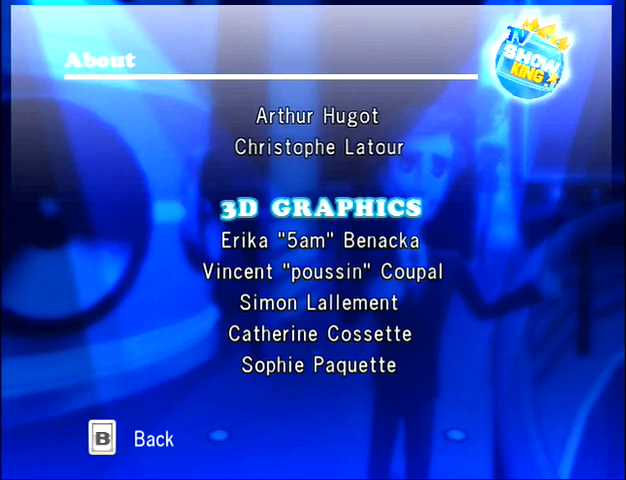 About
TV
SHOW
KING
Arthur Hugot
Christophe Latour
3D GRAPHICS
Erika "5am" Benacka
Vincent "poussin" Coupal
Simon Lallement
Catherine Cossette
Sophie Paquette
B Back